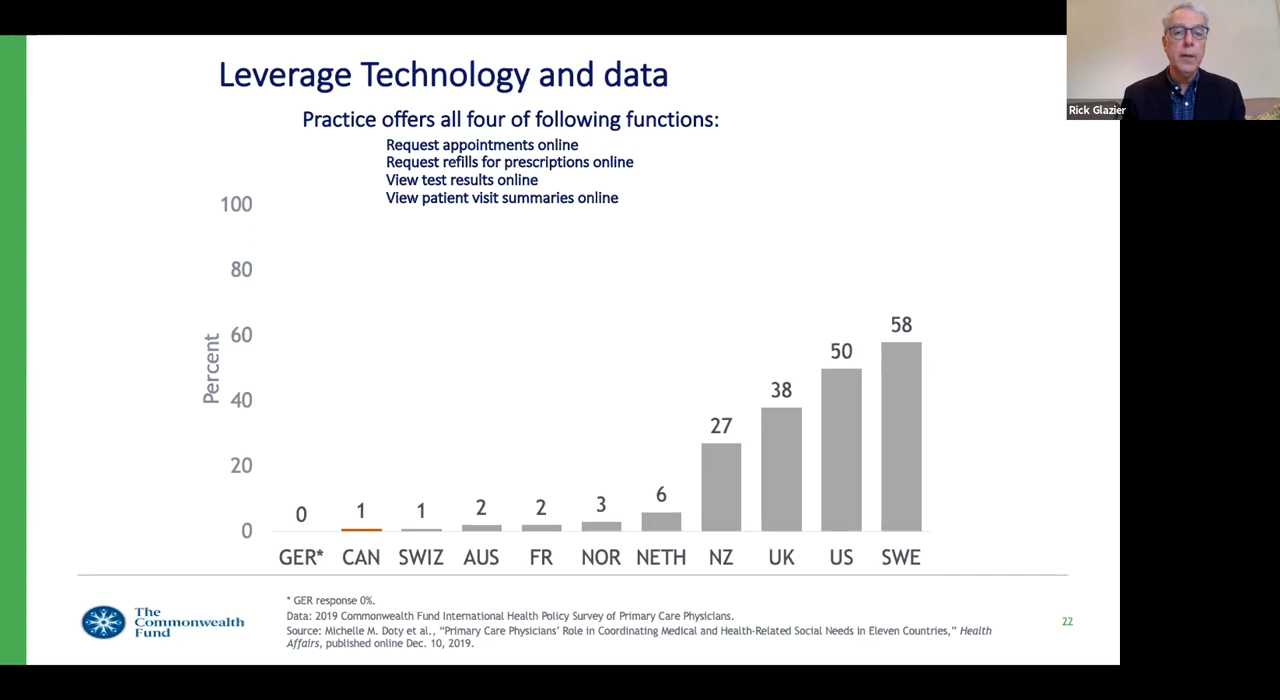 Leverage Technology and data
Rick Glazier
Practice offers all four of following functions:
Request appointments online
Request refills for prescriptions online
View test results online
View patient visit summaries online
100
80
60
40
20
0
Percent
0
1
1
2
2
3
6
27
38
50
58
GER* CAN SWIZ AUS FR NOR NETH NZ UK US SWE
The
Commonwealth
Fund
* GER response 0%.
Data: 2019 Commonwealth Fund International Health Policy Survey of Primary Care Physicians.
Source: Michelle M. Doty et al., “Primary Care Physicians’ Role in Coordinating Medical and Health-Related Social Needs in Eleven Countries,” Health
Affairs, published online Dec. 10, 2019.
22